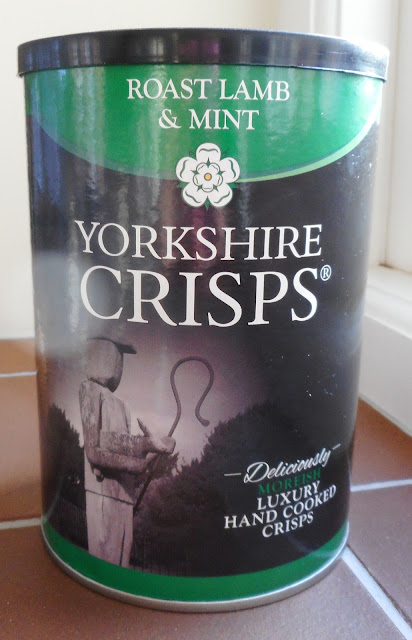 ROAST LAMB
& MINT
YORKSHIRE
CRISPS®
Deliciously
MOREISH
LUXURY
HAND COOKED
CRISPS